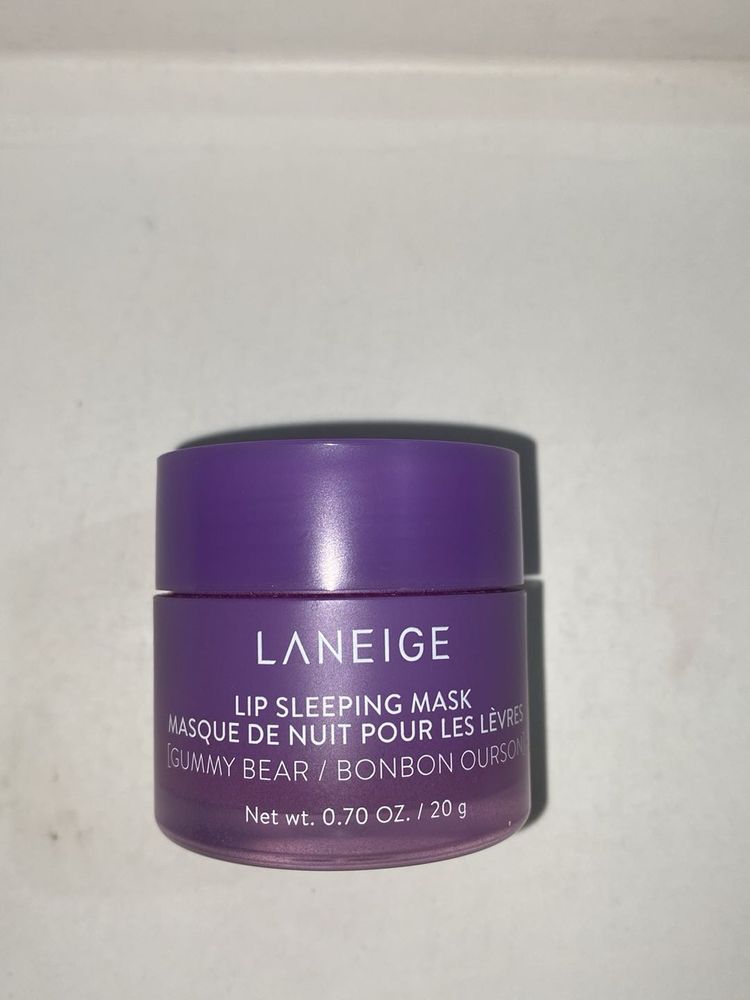 LANEIGE
LIP SLEEPING MASK
MASQUE DE NUIT POUR LES LÈVRES
[GUMMY BEAR / BONBON OURSON]
Net wt. 0.70 OZ. / 20 g